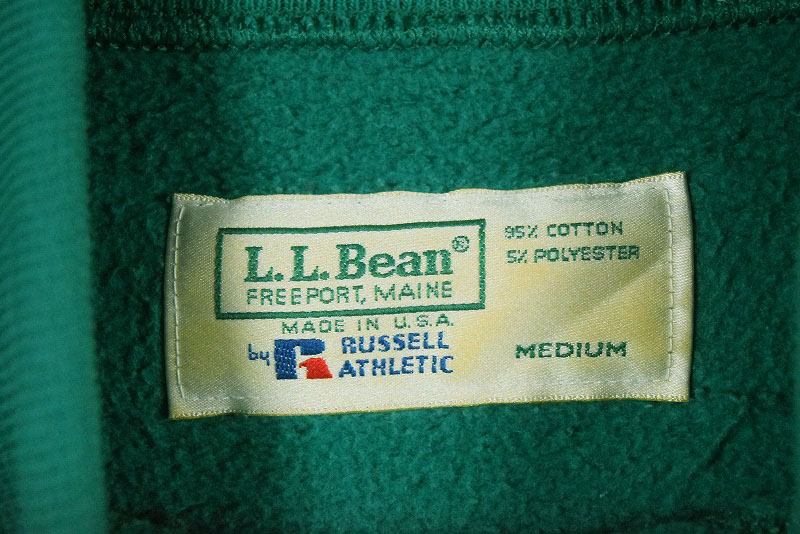 L.L.Bean®
FREEPORT, MAINE
MADE IN U.S.A.
by RUSSELL
ATHLETIC
95% COTTON
5% POLYESTER
MEDIUM